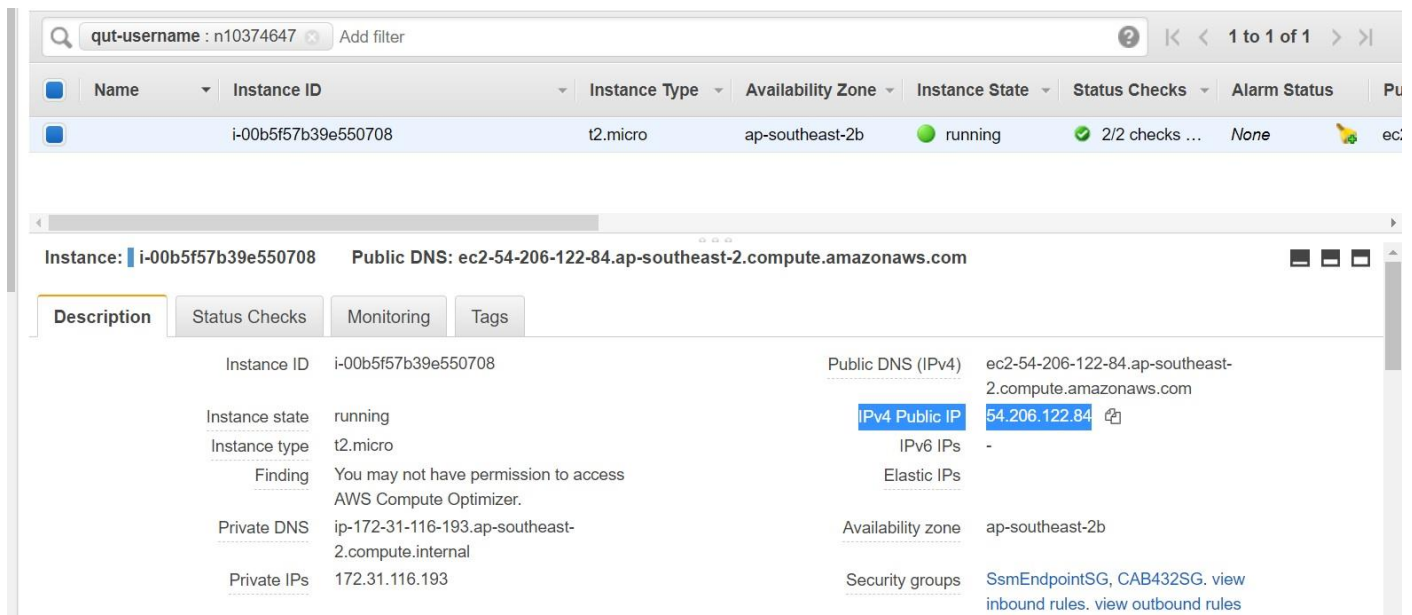 qut-username : n10374647 Add filter 1 to 1 of 1
Name Instance ID Instance Type Availability Zone Instance State Status Checks Alarm Status Pu
i-00b5f57b39e550708 t2.micro ap-southeast-2b running 2/2 checks ... None ec2
Instance: i-00b5f57b39e550708 Public DNS: ec2-54-206-122-84.ap-southeast-2.compute.amazonaws.com
Description Status Checks Monitoring Tags
Instance ID i-00b5f57b39e550708 Public DNS (IPv4) ec2-54-206-122-84.ap-southeast-
2.compute.amazonaws.com
Instance state running IPv4 Public IP 54.206.122.84
Instance type t2.micro IPv6 IPs -
Finding You may not have permission to access Elastic IPs
AWS Compute Optimizer.
Private DNS ip-172-31-116-193.ap-southeast- Availability zone ap-southeast-2b
2.compute.internal
Private IPs 172.31.116.193 Security groups SsmEndpointSG, CAB432SG. view
inbound rules. view outbound rules